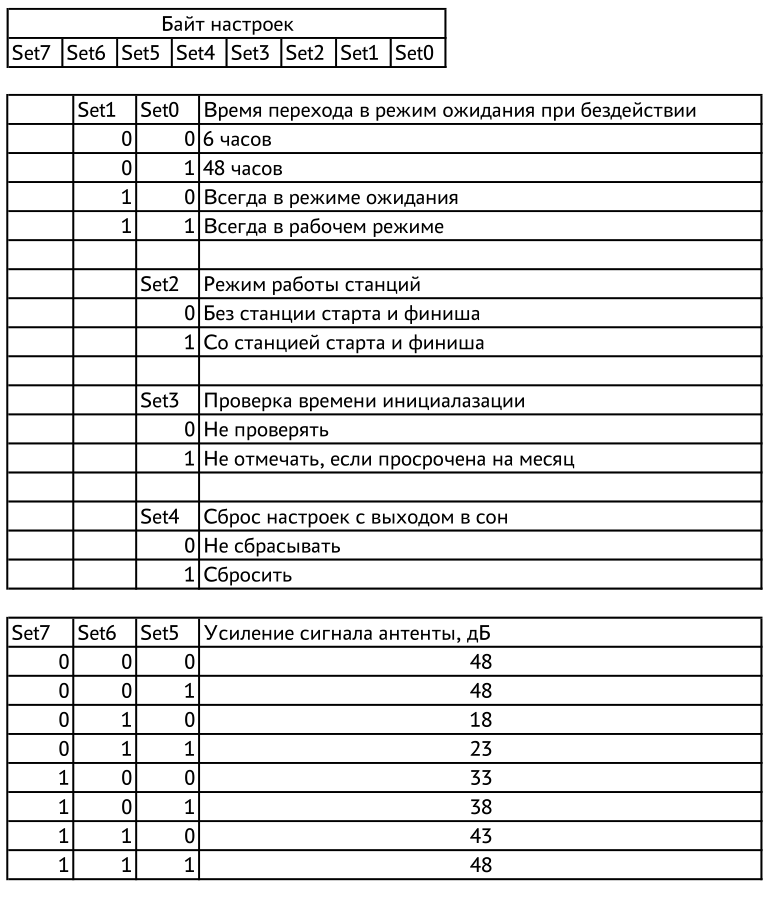 Байт настроек
Set7 Set6 Set5 Set4 Set3 Set2 Set1 Set0
Set1 Set0 Время перехода в режим ожидания при бездействии
0 0 6 часов
0 1 48 часов
1 0 Всегда в режиме ожидания
1 1 Всегда в рабочем режиме
Set2 Режим работы станций
0 Без станции старта и финиша
1 Со станцией старта и финиша
Set3 Проверка времени инициалазации
0 Не проверять
1 Не отмечать, если просрочена на месяц
Set4 Сброс настроек с выходом в сон
0 Не сбрасывать
1 Сбросить
Set7 Set6 Set5 Усиление сигнала антенты, дБ
0 0 0 48
0 0 1 48
0 1 0 18
0 1 1 23
1 0 0 33
1 0 1 38
1 1 0 43
1 1 1 48